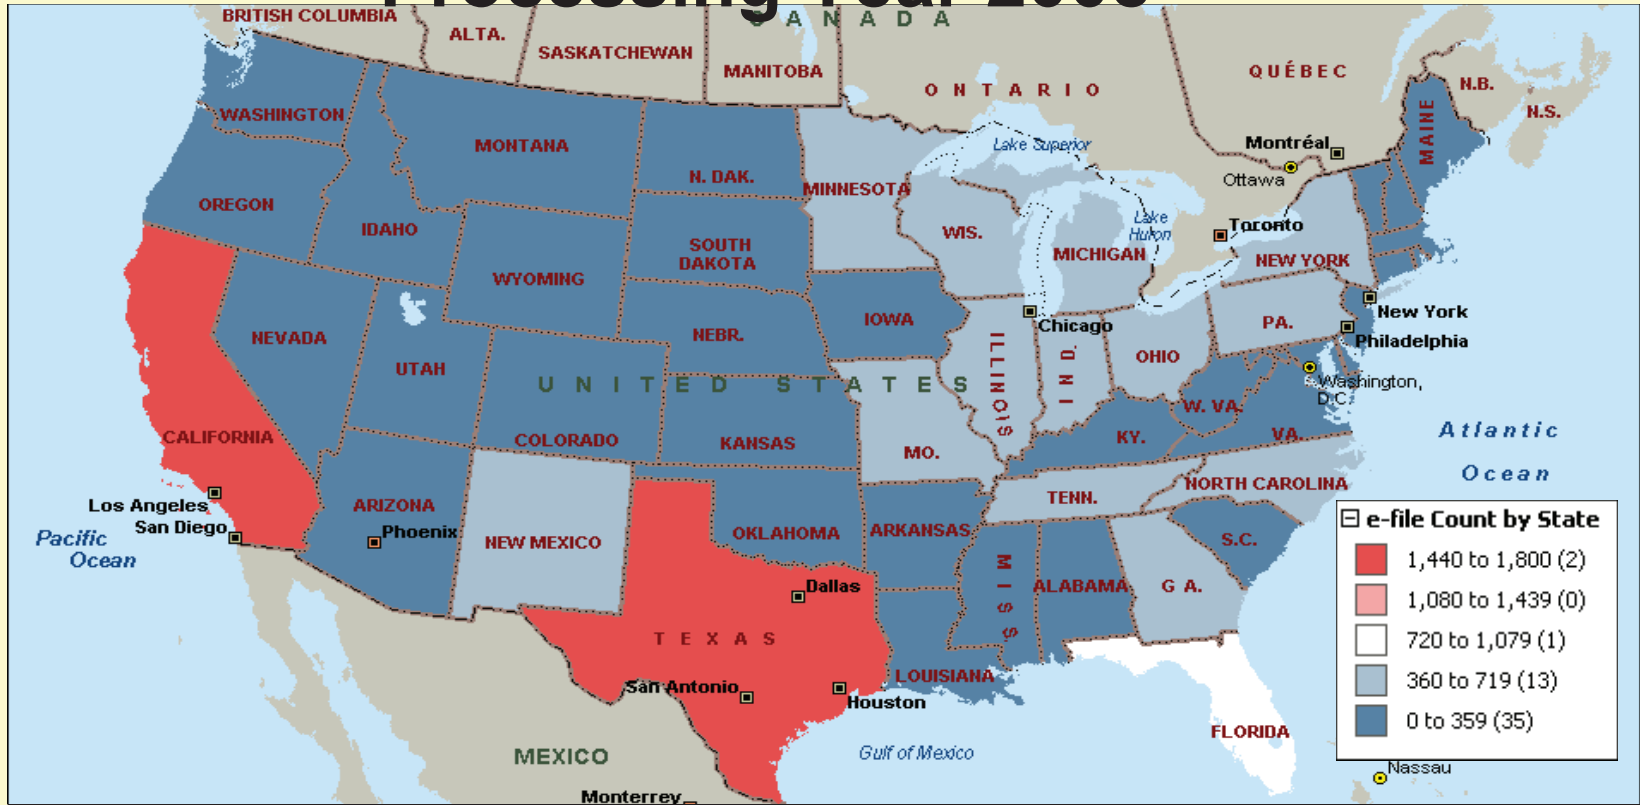 Processing Year 2008
BRITISH COLUMBIA
ALTA.
SASKATCHEWAN
MANITOBA
CANADA
ONTARIO
QUÉBEC
N.B.
N.S.
MAINE
Montréal
Ottawa
Toronto
Lake Superior
Lake
Huron
WASHINGTON
MONTANA
N. DAK.
MINNESOTA
OREGON
IDAHO
SOUTH
DAKOTA
WIS.
MICHIGAN
NEW YORK
WYOMING
NEVADA
UTAH
NEBR.
IOWA
Chicago
PA.
New York
Philadelphia
ILLINOIS
IND.
OHIO
Washington,
D.C.
UNITED STATES
CALIFORNIA
COLORADO
KANSAS
MO.
KY.
W. VA.
VA.
Atlantic
Ocean
Los Angeles
San Diego
Pacific
Ocean
ARIZONA
Phoenix
NEW MEXICO
OKLAHOMA
ARKANSAS
TENN.
NORTH CAROLINA
S.C.
MISS
ALABAMA
GA.
Dallas
TEXAS
San Antonio
Houston
LOUISIANA
FLORIDA
MEXICO
Gulf of Mexico
Monterrey
Nassau
e-file Count by State
1,440 to 1,800 (2)
1,080 to 1,439 (0)
720 to 1,079 (1)
360 to 719 (13)
0 to 359 (35)